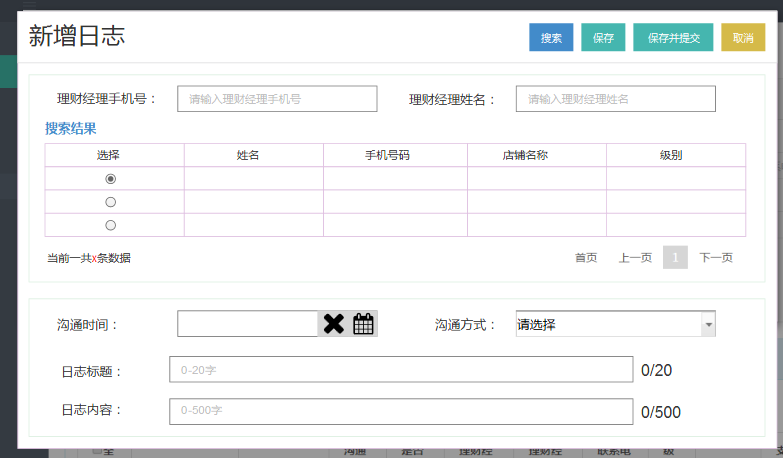 新增日志
搜索 保存 保存并提交 取消
理财经理手机号： 请输入理财经理手机号 理财经理姓名： 请输入理财经理姓名
搜索结果
选择 姓名 手机号码 店铺名称 级别
当前一共x条数据 首页 上一页 1 下一页
沟通时间： 沟通方式： 请选择
日志标题： 0-20字 0/20
日志内容： 0-500字 0/500